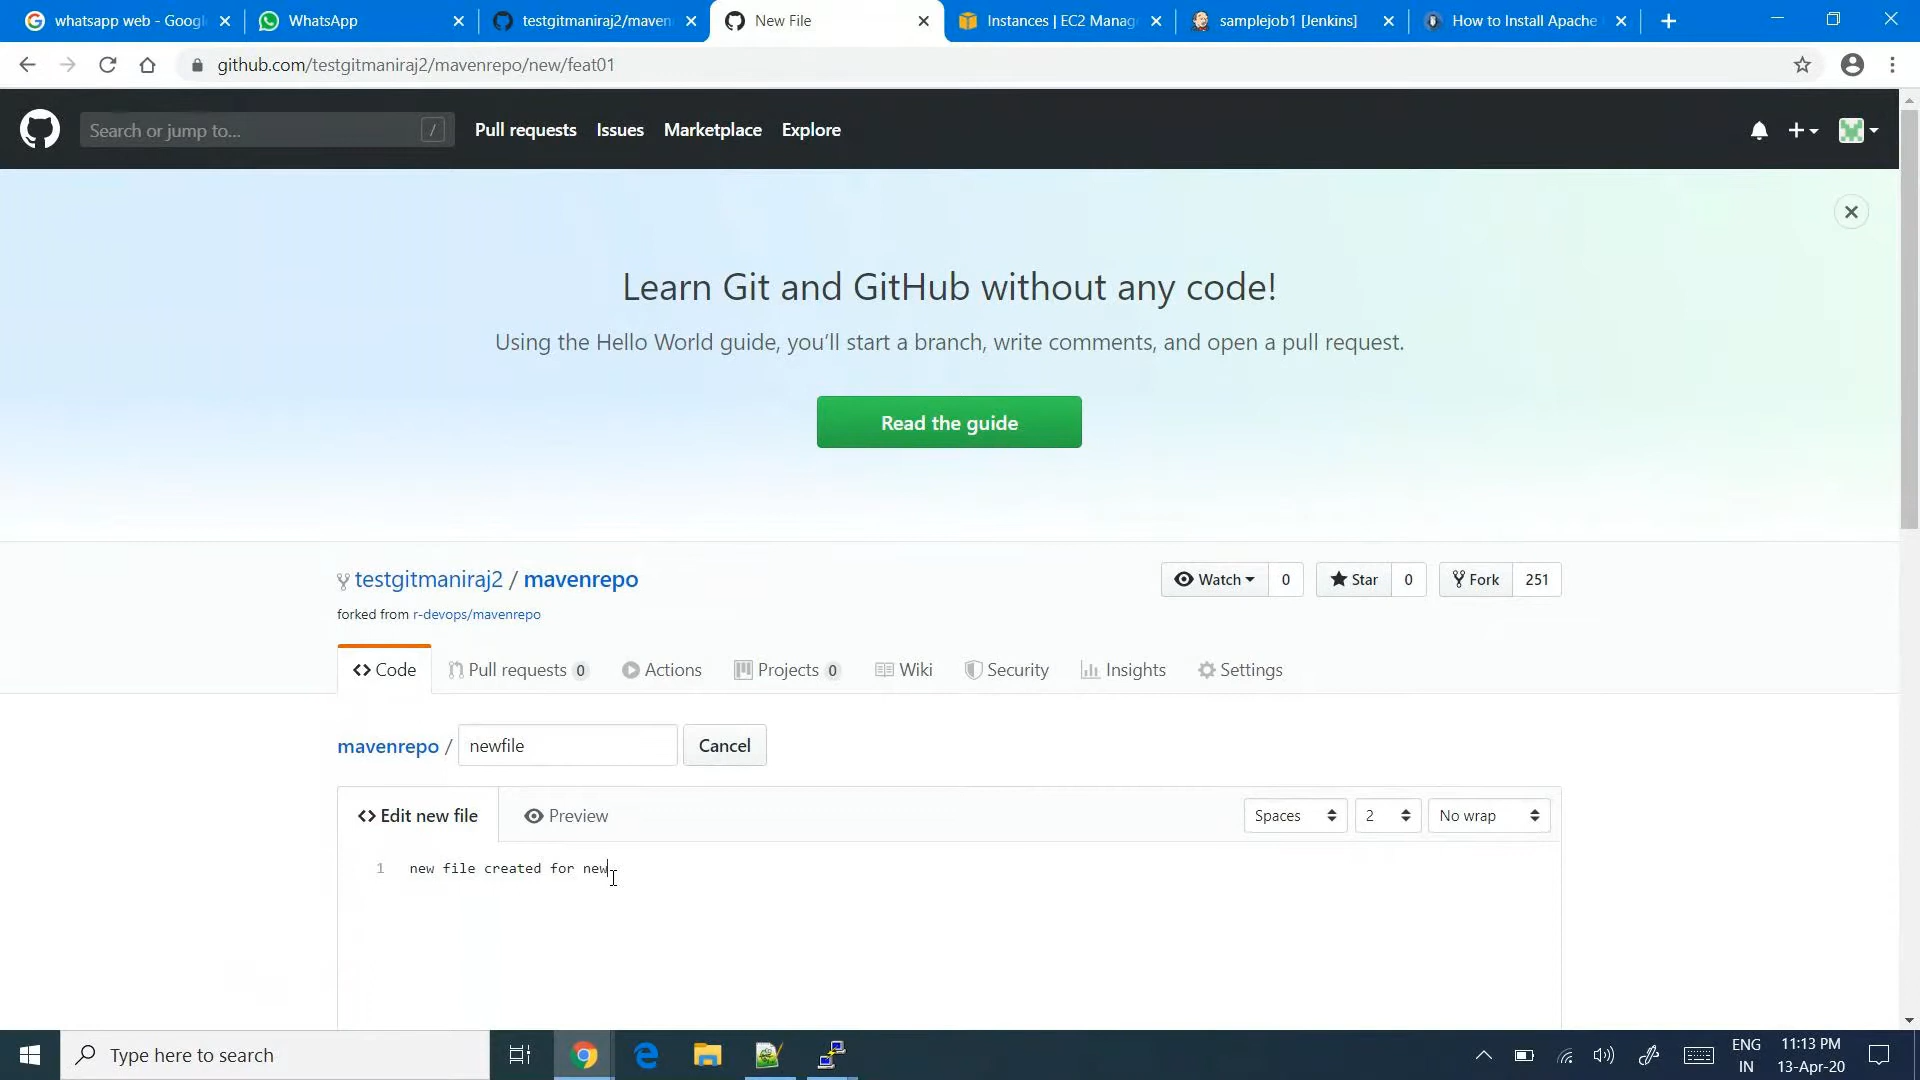 whatsapp web - Googl
WhatsApp
testgitmaniraj2/maven
New File
Instances | EC2 Manag
samplejob1 [Jenkins]
How to Install Apache
github.com/testgitmaniraj2/mavenrepo/new/feat01
Search or jump to...
/
Pull requests
Issues
Marketplace
Explore
Learn Git and GitHub without any code!
Using the Hello World guide, you’ll start a branch, write comments, and open a pull request.
Read the guide
testgitmaniraj2 / mavenrepo
Watch
0
Star
0
Fork
251
forked from r-devops/mavenrepo
<> Code
Pull requests 0
Actions
Projects 0
Wiki
Security
Insights
Settings
mavenrepo / newfile
Cancel
<> Edit new file
Preview
Spaces
2
No wrap
1 new file created for new
Type here to search
ENG
IN
11:13 PM
13-Apr-20